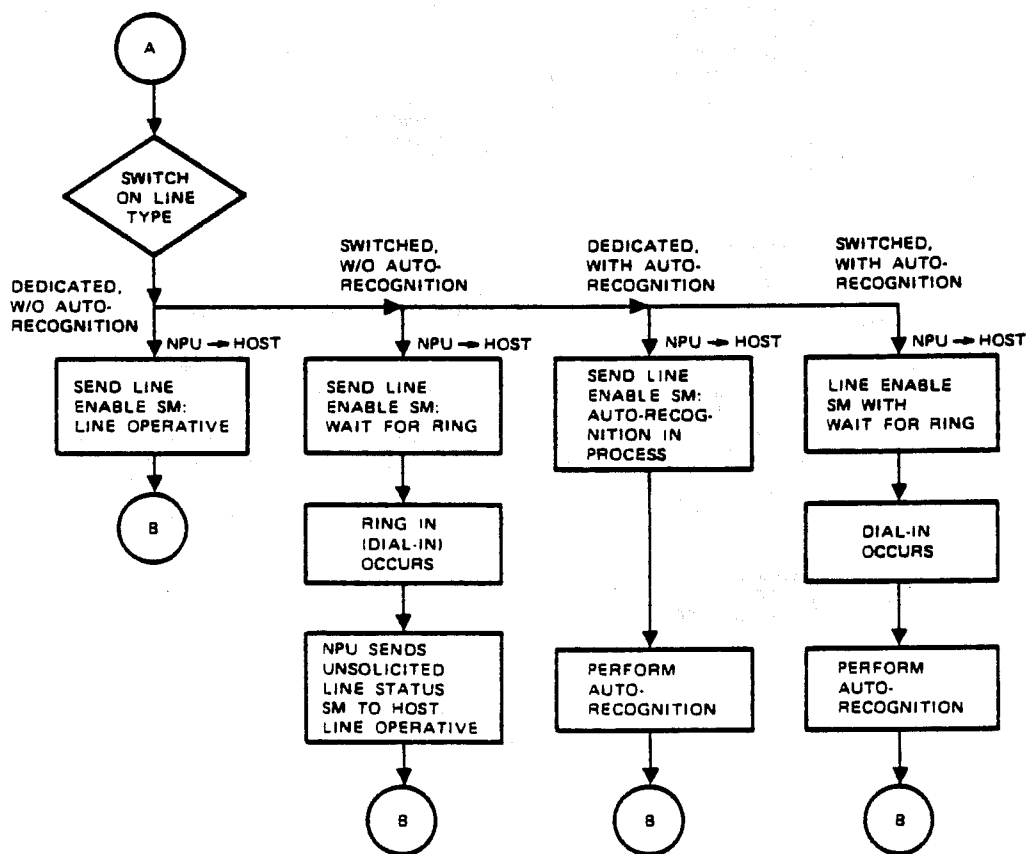 A
SWITCH
ON LINE
TYPE
DEDICATED,
W/O AUTO-
RECOGNITION
SWITCHED,
W/O AUTO-
RECOGNITION
DEDICATED,
WITH AUTO-
RECOGNITION
SWITCHED,
WITH AUTO-
RECOGNITION
NPU → HOST
SEND LINE
ENABLE SM:
LINE OPERATIVE
B
NPU → HOST
SEND LINE
ENABLE SM:
WAIT FOR RING
RING IN
(DIAL-IN)
OCCURS
NPU SENDS
UNSOLICITED
LINE STATUS
SM TO HOST
LINE OPERATIVE
B
NPU → HOST
SEND LINE
ENABLE SM:
AUTO-RECOG-
NITION IN
PROCESS
PERFORM
AUTO-
RECOGNITION
B
NPU → HOST
LINE ENABLE
SM WITH
WAIT FOR RING
DIAL-IN
OCCURS
PERFORM
AUTO-
RECOGNITION
B